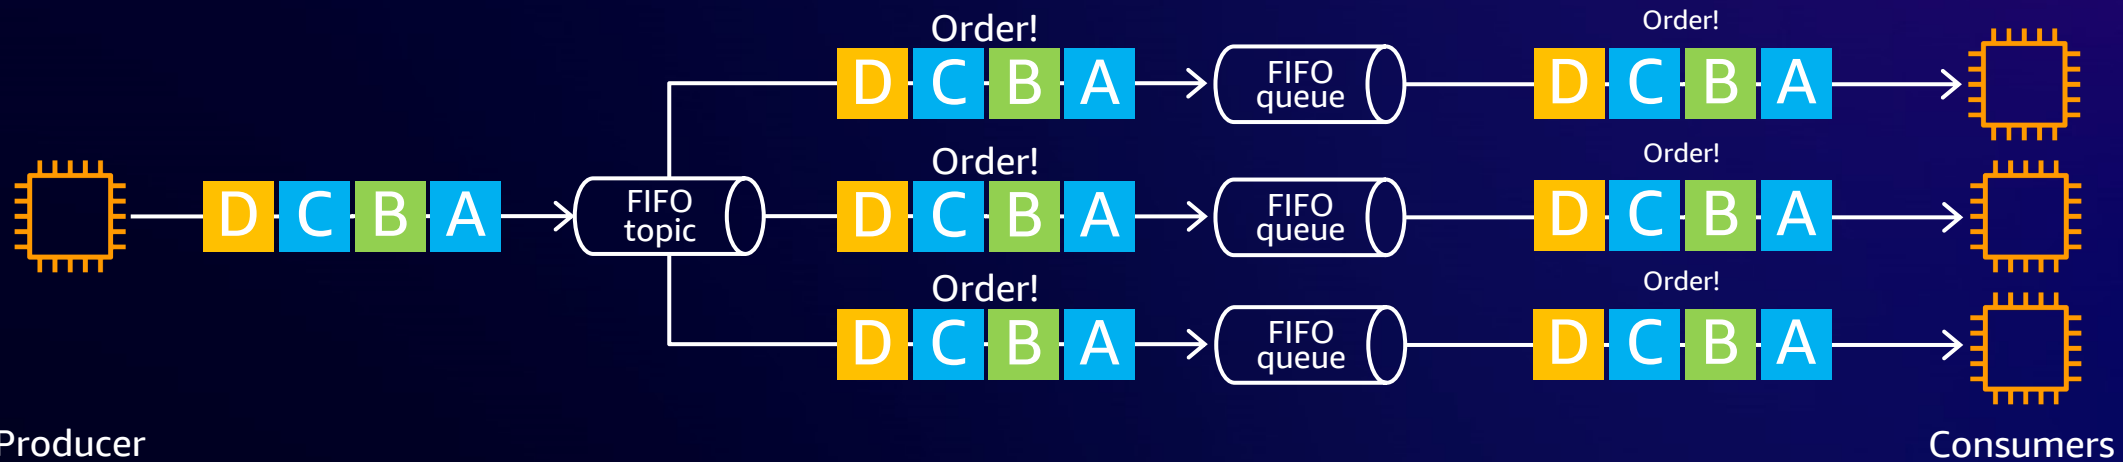 Order!
D C B A
FIFO
queue
Order!
D C B A
D C B A
FIFO
topic
Order!
D C B A
FIFO
queue
Order!
D C B A
Order!
D C B A
FIFO
queue
Order!
D C B A
Producer
Consumers